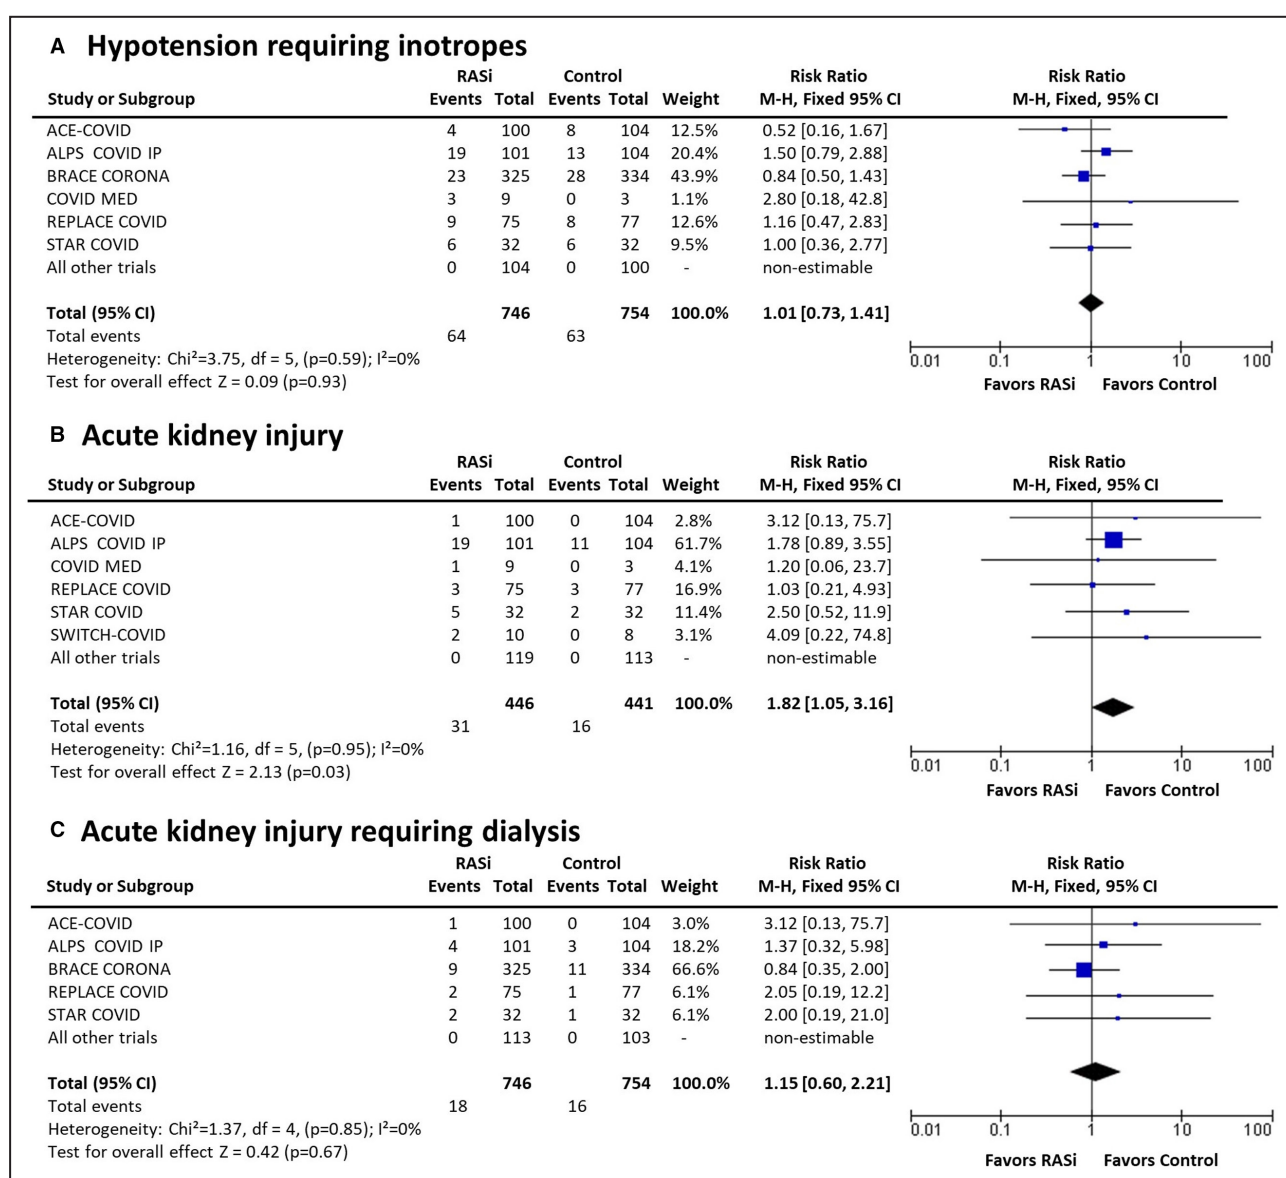 A Hypotension requiring inotropes
RASi Control Risk Ratio Risk Ratio
Study or Subgroup Events Total Events Total Weight M-H, Fixed 95% CI M-H, Fixed, 95% CI
ACE-COVID 4 100 8 104 12.5% 0.52 [0.16, 1.67]
ALPS COVID IP 19 101 13 104 20.4% 1.50 [0.79, 2.88]
BRACE CORONA 23 325 28 334 43.9% 0.84 [0.50, 1.43]
COVID MED 3 9 0 3 1.1% 2.80 [0.18, 42.8]
REPLACE COVID 9 75 8 77 12.6% 1.16 [0.47, 2.83]
STAR COVID 6 32 6 32 9.5% 1.00 [0.36, 2.77]
All other trials 0 104 0 100 - non-estimable
Total (95% CI) 746 754 100.0% 1.01 [0.73, 1.41]
Total events 64 63
Heterogeneity: Chi²=3.75, df = 5, (p=0.59); I²=0%
Test for overall effect Z = 0.09 (p=0.93)
0.01 0.1 1 10 100
Favors RASi Favors Control
B Acute kidney injury
RASi Control Risk Ratio Risk Ratio
Study or Subgroup Events Total Events Total Weight M-H, Fixed 95% CI M-H, Fixed, 95% CI
ACE-COVID 1 100 0 104 2.8% 3.12 [0.13, 75.7]
ALPS COVID IP 19 101 11 104 61.7% 1.78 [0.89, 3.55]
COVID MED 1 9 0 3 4.1% 1.20 [0.06, 23.7]
REPLACE COVID 3 75 3 77 16.9% 1.03 [0.21, 4.93]
STAR COVID 5 32 2 32 11.4% 2.50 [0.52, 11.9]
SWITCH-COVID 2 10 0 8 3.1% 4.09 [0.22, 74.8]
All other trials 0 119 0 113 - non-estimable
Total (95% CI) 446 441 100.0% 1.82 [1.05, 3.16]
Total events 31 16
Heterogeneity: Chi²=1.16, df = 5, (p=0.95); I²=0%
Test for overall effect Z = 2.13 (p=0.03)
0.01 0.1 1 10 100
Favors RASi Favors Control
C Acute kidney injury requiring dialysis
RASi Control Risk Ratio Risk Ratio
Study or Subgroup Events Total Events Total Weight M-H, Fixed 95% CI M-H, Fixed, 95% CI
ACE-COVID 1 100 0 104 3.0% 3.12 [0.13, 75.7]
ALPS COVID IP 4 101 3 104 18.2% 1.37 [0.32, 5.98]
BRACE CORONA 9 325 11 334 66.6% 0.84 [0.35, 2.00]
REPLACE COVID 2 75 1 77 6.1% 2.05 [0.19, 12.2]
STAR COVID 2 32 1 32 6.1% 2.00 [0.19, 21.0]
All other trials 0 113 0 103 - non-estimable
Total (95% CI) 746 754 100.0% 1.15 [0.60, 2.21]
Total events 18 16
Heterogeneity: Chi²=1.37, df = 4, (p=0.85); I²=0%
Test for overall effect Z = 0.42 (p=0.67)
0.01 0.1 1 10 100
Favors RASi Favors Control